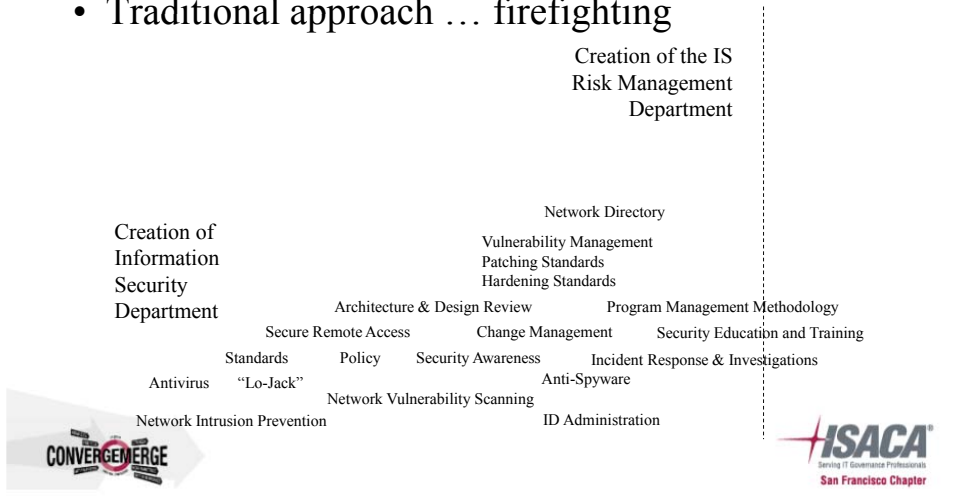 • Traditional approach … firefighting
Creation of the IS
Risk Management
Department
Network Directory
Creation of
Information
Security
Department
Vulnerability Management
Patching Standards
Hardening Standards
Architecture & Design Review
Program Management Methodology
Secure Remote Access
Change Management
Security Education and Training
Standards
Policy
Security Awareness
Incident Response & Investigations
Antivirus
“Lo-Jack”
Anti-Spyware
Network Vulnerability Scanning
Network Intrusion Prevention
ID Administration
CONVERGEMERGE
ISACA®
Serving IT Governance Professionals
San Francisco Chapter